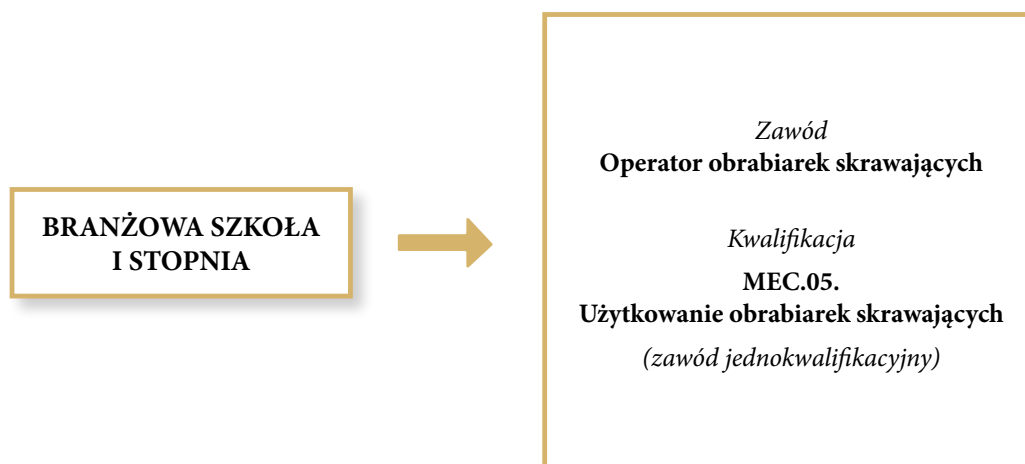 BRANŻOWA SZKOŁA
I STOPNIA
Zawód
Operator obrabiarek skrawających
Kwalifikacja
MEC.05.
Użytkowanie obrabiarek skrawających
(zawód jednokwalifikacyjny)